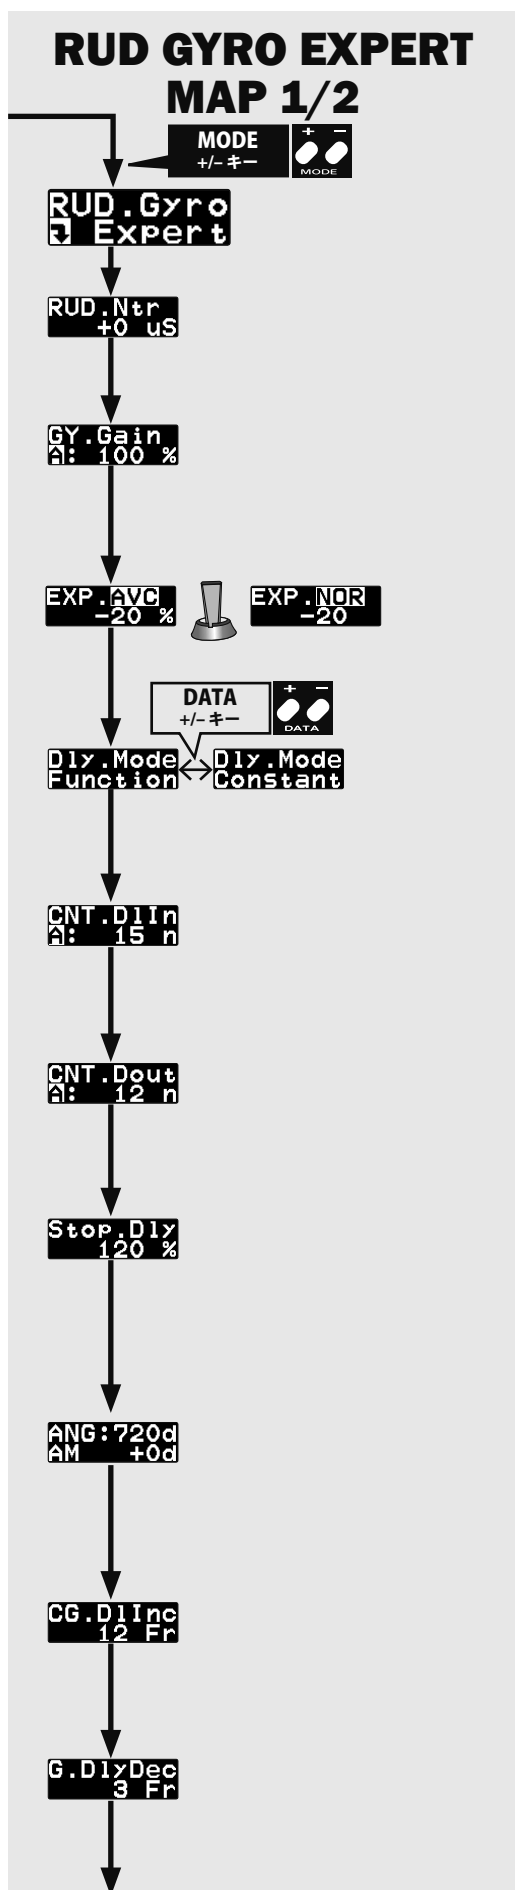 RUD GYRO EXPERT
MAP 1/2
MODE
+/– キー
+ −
MODE
RUD.Gyro
Expert
RUD.Ntr
+0 uS
GY.Gain
A: 100 %
EXP.AVC
-20 %
EXP.NOR
-20
DATA
+/– キー
+ −
DATA
Dly.Mode
Function
Dly.Mode
Constant
CNT.DlIn
A: 15 n
CNT.Dout
A: 12 n
Stop.Dly
120 %
ANG:720d
AM +0d
CG.DlInc
12 Fr
G.DlyDec
3 Fr